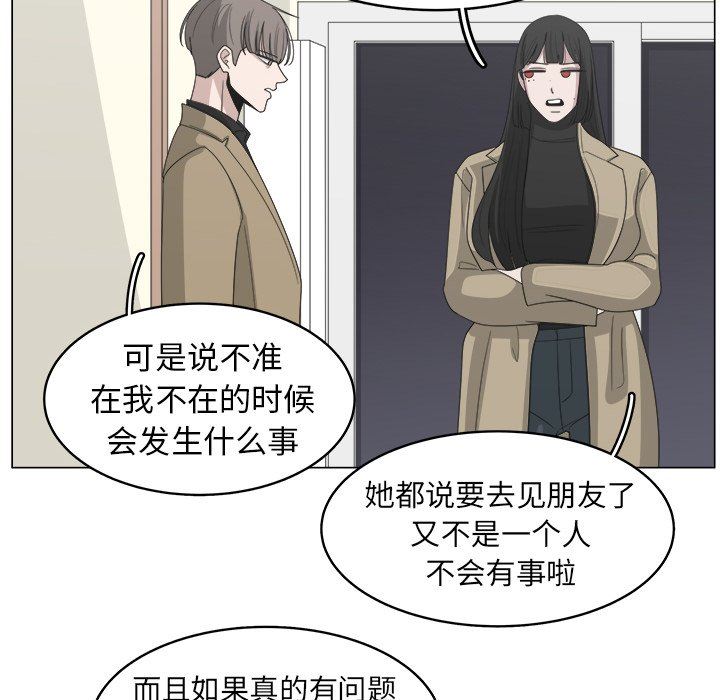 可是说不准
在我不在的时候
会发生什么事
她都说要去见朋友了
又不是一个人
不会有事啦
而且如果真的有问题